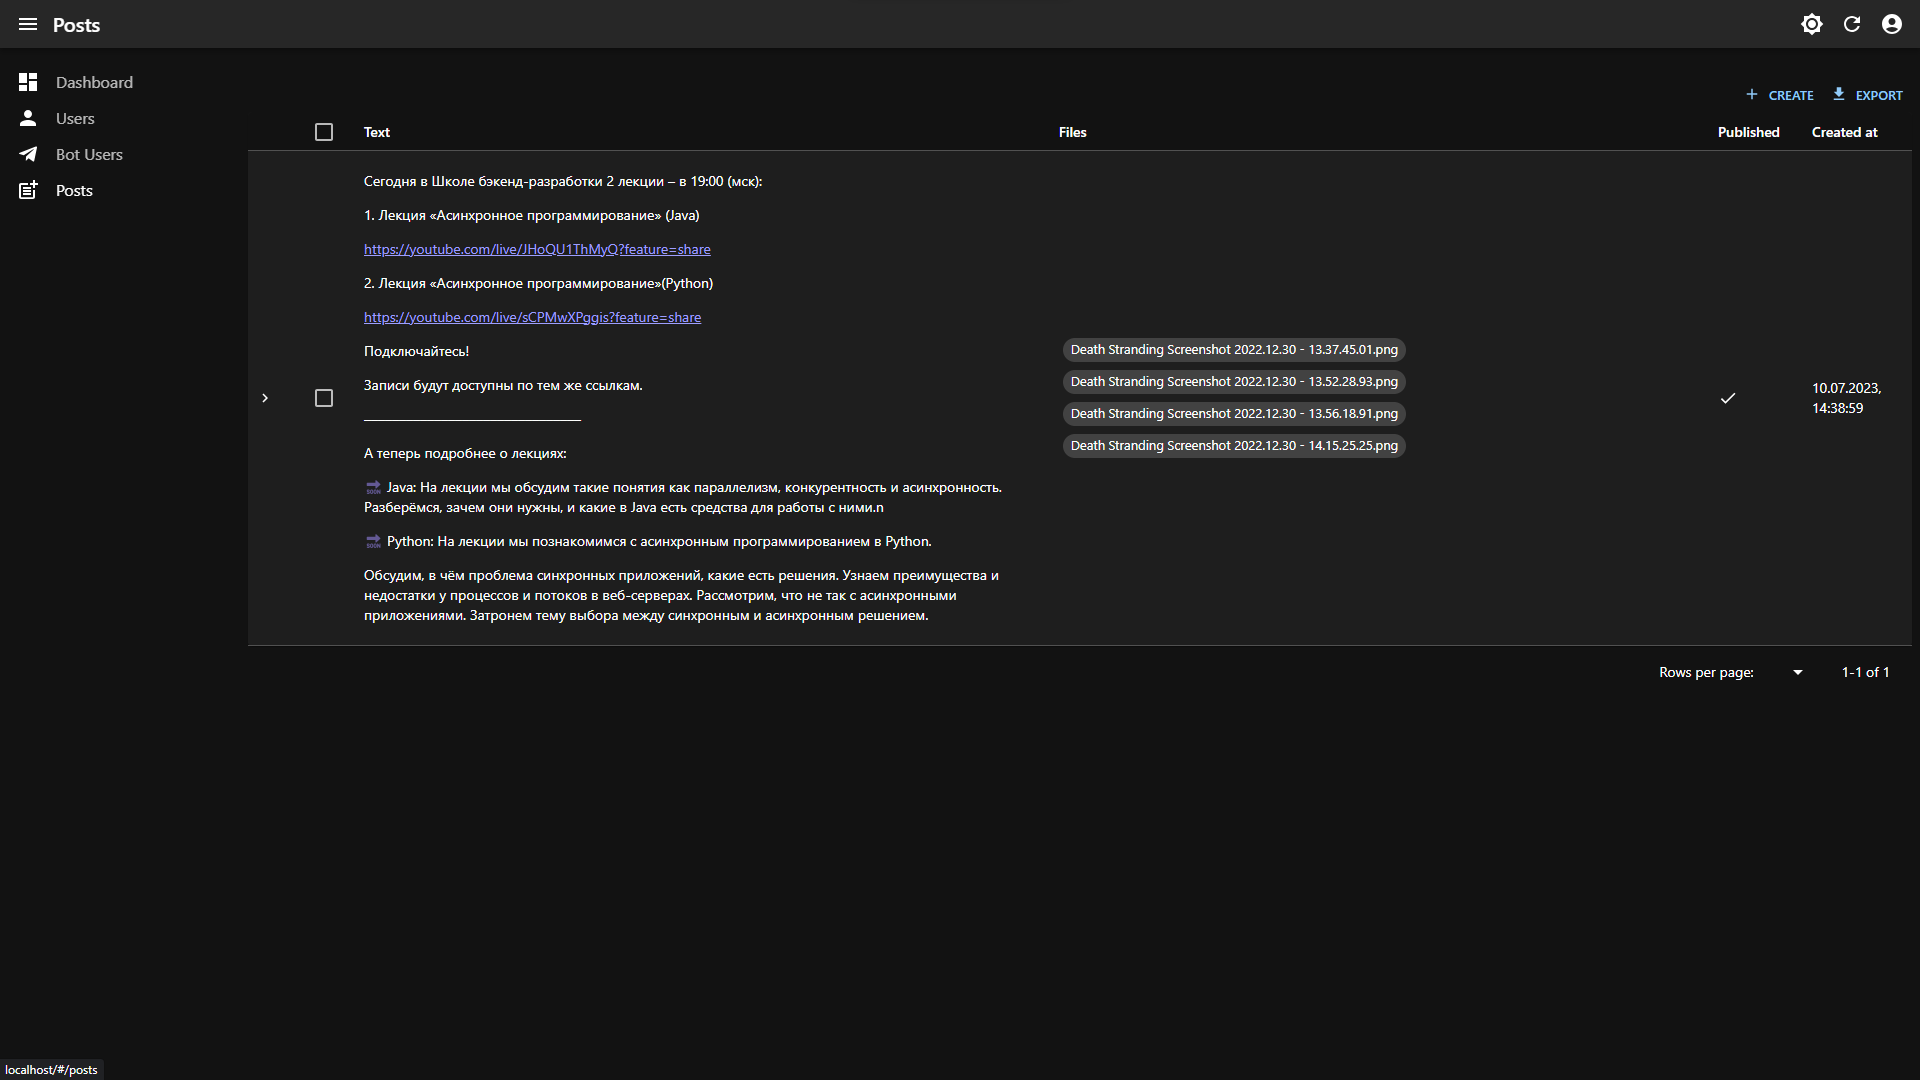 Posts
Dashboard
Users
Bot Users
Posts
CREATE
EXPORT
Text
Files
Published
Created at
Сегодня в Школе бэкенд-разработки 2 лекции – в 19:00 (мск):
1. Лекция «Асинхронное программирование» (Java)
https://youtube.com/live/JHoQU1ThMyQ?feature=share
2. Лекция «Асинхронное программирование»(Python)
https://youtube.com/live/sCPMwXPggis?feature=share
Подключайтесь!
Записи будут доступны по тем же ссылкам.
_______________________________
А теперь подробнее о лекциях:
🔜 Java: На лекции мы обсудим такие понятия как параллелизм, конкурентность и асинхронность.
Разберёмся, зачем они нужны, и какие в Java есть средства для работы с ними.n
🔜 Python: На лекции мы познакомимся с асинхронным программированием в Python.
Обсудим, в чём проблема синхронных приложений, какие есть решения. Узнаем преимущества и
недостатки у процессов и потоков в веб-серверах. Рассмотрим, что не так с асинхронными
приложениями. Затронем тему выбора между синхронным и асинхронным решением.
Death Stranding Screenshot 2022.12.30 - 13.37.45.01.png
Death Stranding Screenshot 2022.12.30 - 13.52.28.93.png
Death Stranding Screenshot 2022.12.30 - 13.56.18.91.png
Death Stranding Screenshot 2022.12.30 - 14.15.25.25.png
10.07.2023,
14:38:59
Rows per page:
1-1 of 1
localhost/#/posts